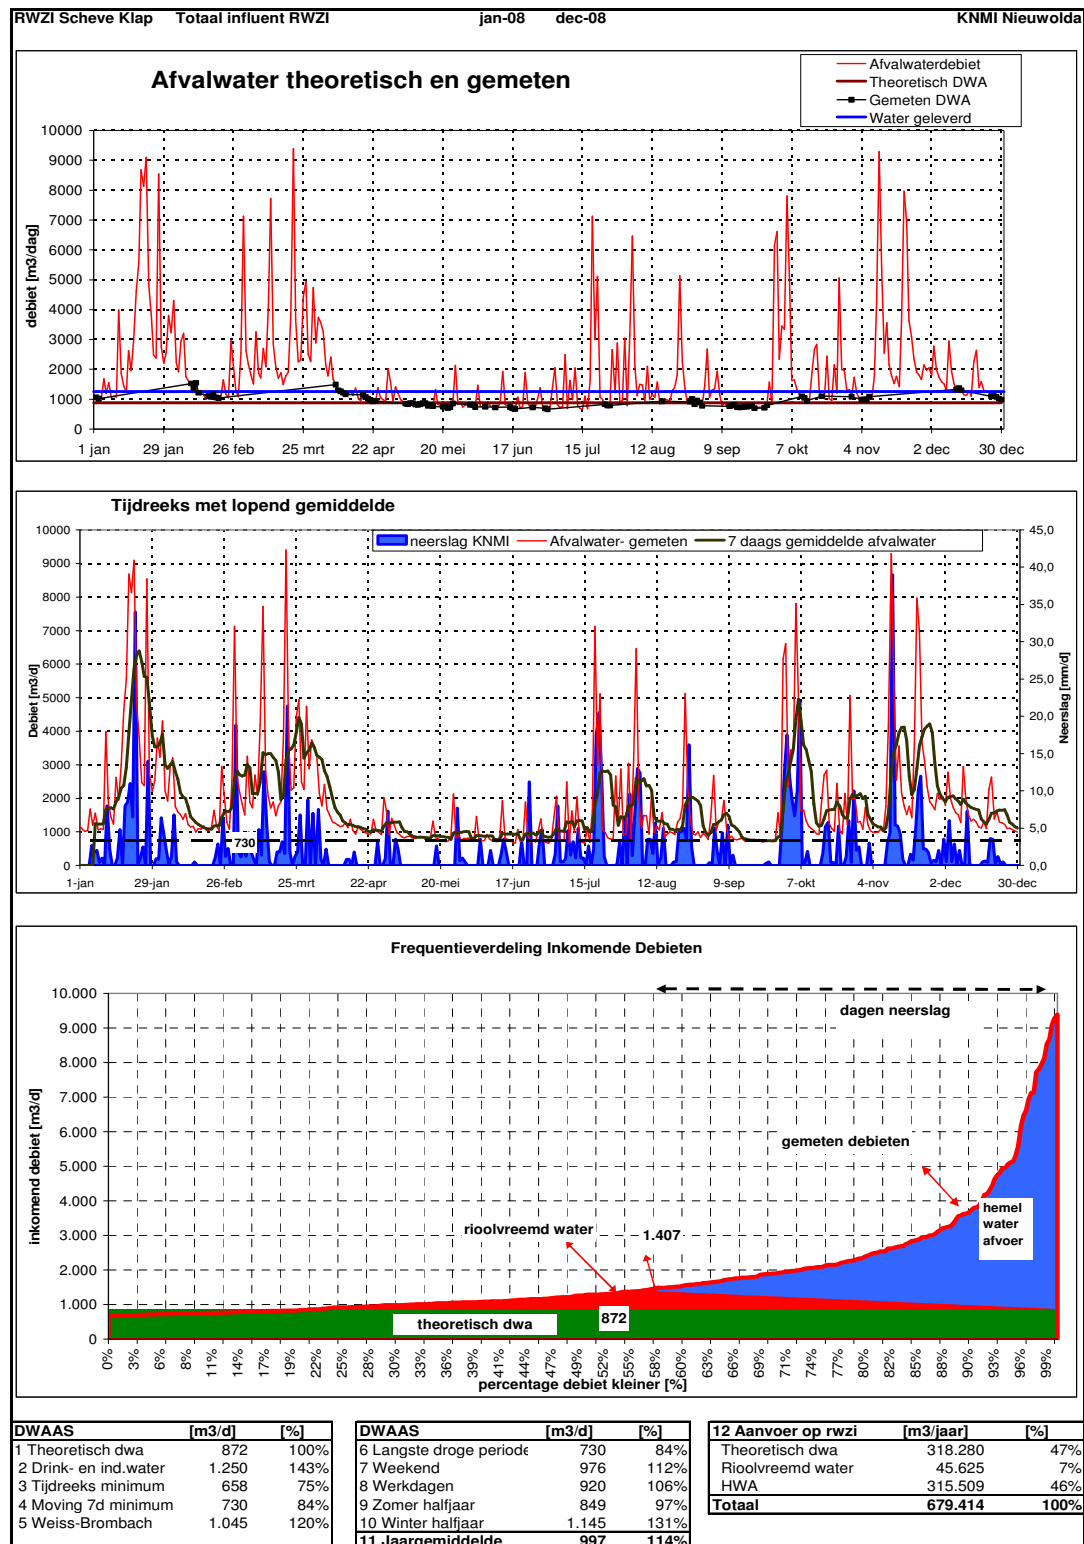 RWZI Scheve Klap Totaal influent RWZI jan-08 dec-08 KNMI Nieuwolda
Afvalwater theoretisch en gemeten
Afvalwaterdebiet
Theoretisch DWA
Gemeten DWA
Water geleverd
debiet [m3/dag]
10000
9000
8000
7000
6000
5000
4000
3000
2000
1000
0
1 jan 29 jan 26 feb 25 mrt 22 apr 20 mei 17 jun 15 jul 12 aug 9 sep 7 okt 4 nov 2 dec 30 dec
Tijdreeks met lopend gemiddelde
neerslag KNMI Afvalwater- gemeten 7 daags gemiddelde afvalwater
Debiet [m3/d]
10000
9000
8000
7000
6000
5000
4000
3000
2000
1000
0
730
45,0
40,0
35,0
30,0
25,0
20,0
15,0
10,0
5,0
0,0
Neerslag [mm/d]
1-jan 29-jan 26-feb 25-mrt 22-apr 20-mei 17-jun 15-jul 12-aug 9-sep 7-okt 4-nov 2-dec 30-dec
Frequentieverdeling Inkomende Debieten
inkomend debiet [m3/d]
10.000
9.000
8.000
7.000
6.000
5.000
4.000
3.000
2.000
1.000
0
dagen neerslag
gemeten debieten
hemel
water
afvoer
rioolvreemd water
1.407
872
theoretisch dwa
0% 3% 6% 8% 11% 14% 17% 19% 22% 25% 28% 30% 33% 36% 39% 41% 44% 47% 49% 52% 55% 58% 60% 63% 66% 69% 71% 74% 77% 80% 82% 85% 88% 90% 93% 96% 99%
percentage debiet kleiner [%]
DWAAS [m3/d] [%]
1 Theoretisch dwa 872 100%
2 Drink- en ind.water 1.250 143%
3 Tijdreeks minimum 658 75%
4 Moving 7d minimum 730 84%
5 Weiss-Brombach 1.045 120%
DWAAS [m3/d] [%]
6 Langste droge periode 730 84%
7 Weekend 976 112%
8 Werkdagen 920 106%
9 Zomer halfjaar 849 97%
10 Winter halfjaar 1.145 131%
11 Jaargemiddelde 997 114%
12 Aanvoer op rwzi [m3/jaar] [%]
Theoretisch dwa 318.280 47%
Rioolvreemd water 45.625 7%
HWA 315.509 46%
Totaal 679.414 100%